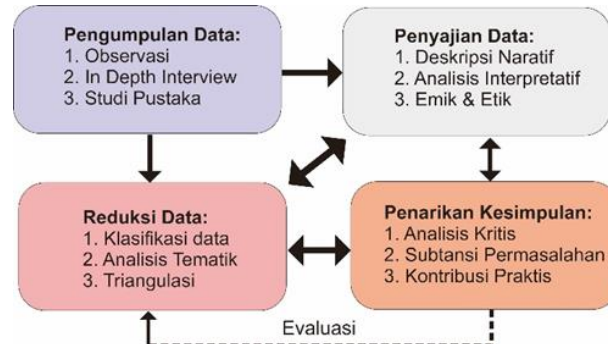 Pengumpulan Data:
1. Observasi
2. In Depth Interview
3. Studi Pustaka
Penyajian Data:
1. Deskripsi Naratif
2. Analisis Interpretatif
3. Emik & Etik
Reduksi Data:
1. Klasifikasi data
2. Analisis Tematik
3. Triangulasi
Penarikan Kesimpulan:
1. Analisis Kritis
2. Subtansi Permasalahan
3. Kontribusi Praktis
Evaluasi